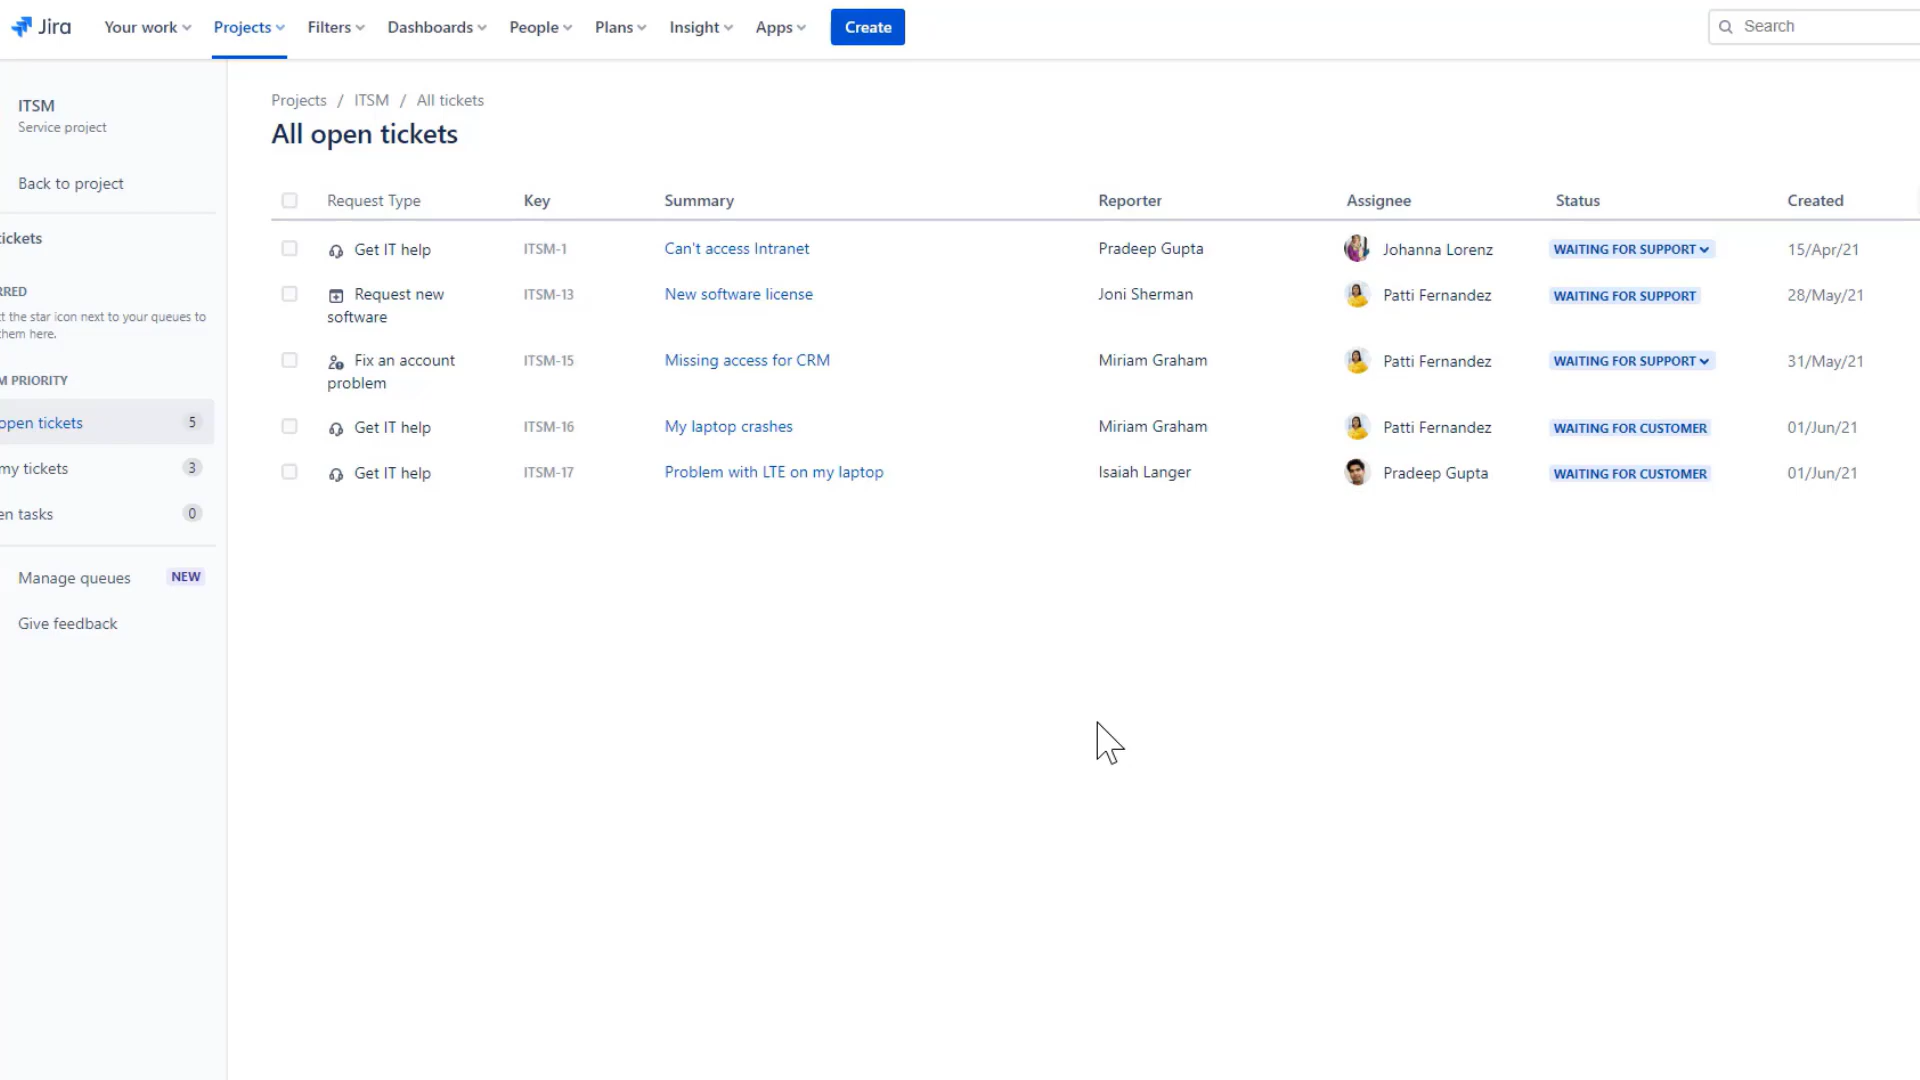 Jira Your work Projects Filters Dashboards People Plans Insight Apps Create Search
ITSM
Service project
Back to project
ickets
RRED
t the star icon next to your queues to
hem here.
M PRIORITY
open tickets 5
my tickets 3
en tasks 0
Manage queues NEW
Give feedback
Projects / ITSM / All tickets
All open tickets
Request Type Key Summary Reporter Assignee Status Created
Get IT help ITSM-1 Can't access Intranet Pradeep Gupta Johanna Lorenz WAITING FOR SUPPORT 15/Apr/21
Request new ITSM-13 New software license Joni Sherman Patti Fernandez WAITING FOR SUPPORT 28/May/21
software
Fix an account ITSM-15 Missing access for CRM Miriam Graham Patti Fernandez WAITING FOR SUPPORT 31/May/21
problem
Get IT help ITSM-16 My laptop crashes Miriam Graham Patti Fernandez WAITING FOR CUSTOMER 01/Jun/21
Get IT help ITSM-17 Problem with LTE on my laptop Isaiah Langer Pradeep Gupta WAITING FOR CUSTOMER 01/Jun/21